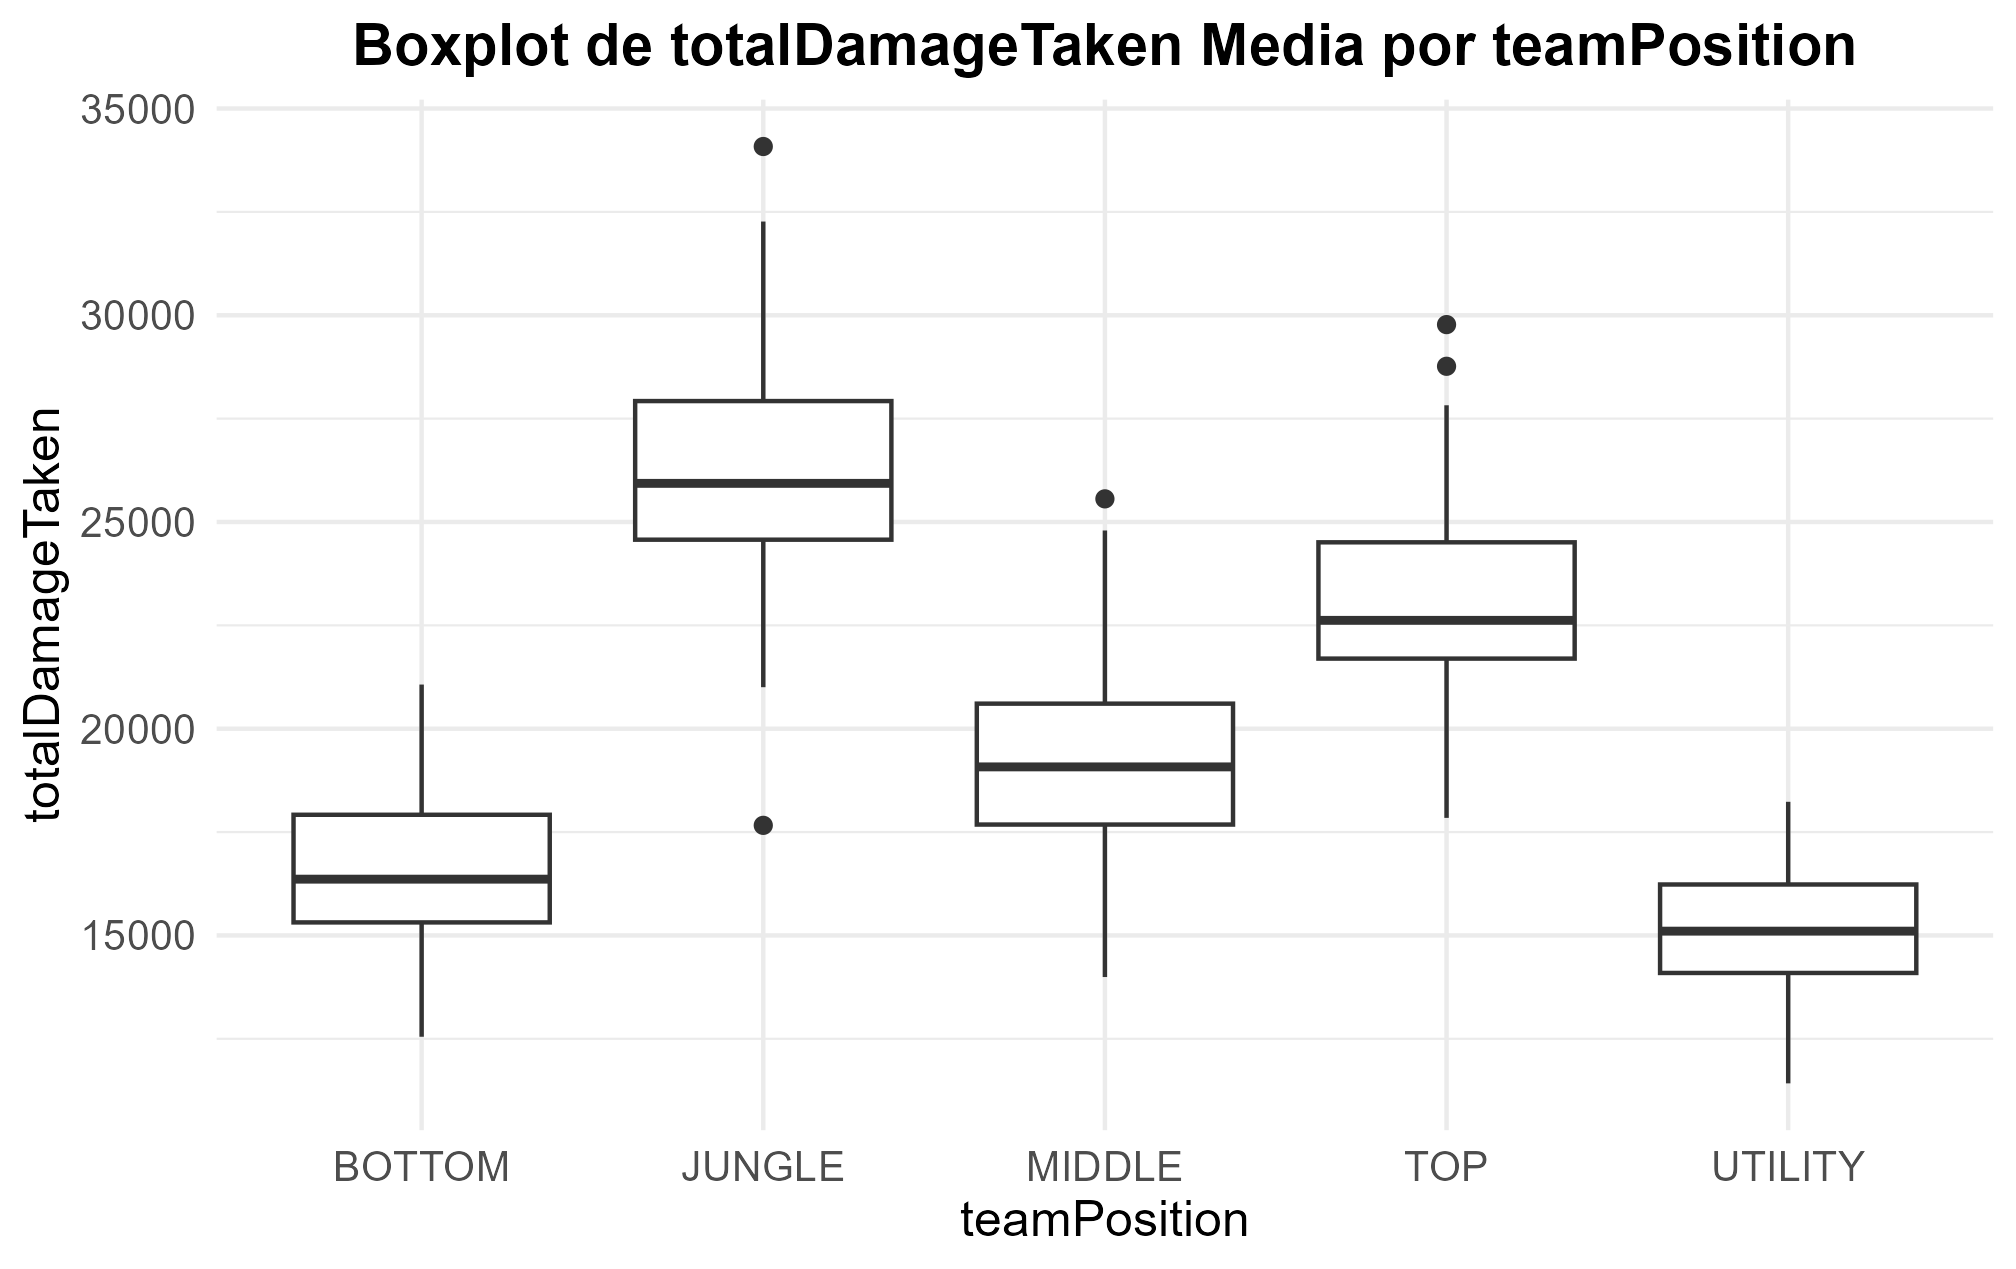 Boxplot de totalDamageTaken Media por teamPosition
35000
30000
25000
20000
15000
totalDamageTaken
BOTTOM JUNGLE MIDDLE TOP UTILITY
teamPosition